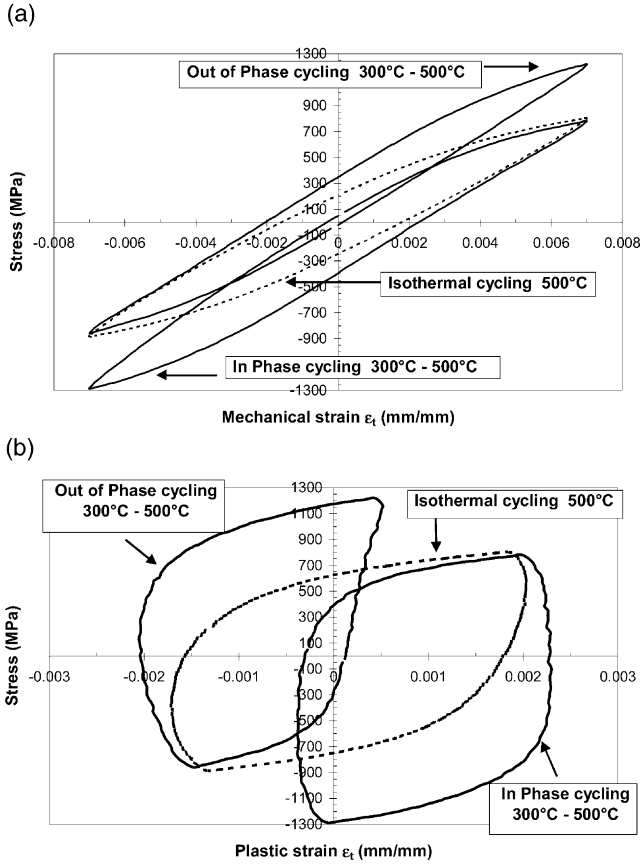 (a)
1300
Out of Phase cycling 300°C - 500°C
900
700
500
300
100
-0.008 -0.006 -0.004 -0.002 0 0.002 0.004 0.006 0.008
-100
-300
Isothermal cycling 500°C
-500
-700
-900
In Phase cycling 300°C - 500°C
-1300
Stress (MPa)
Mechanical strain εt (mm/mm)
(b)
Out of Phase cycling
300°C - 500°C
Isothermal cycling 500°C
1300
1100
900
700
500
300
100
-0.003 -0.002 -0.001 0 0.001 0.002 0.003
-100
-300
-500
-700
-900
-1100
-1300
In Phase cycling
300°C - 500°C
Stress (MPa)
Plastic strain εt (mm/mm)